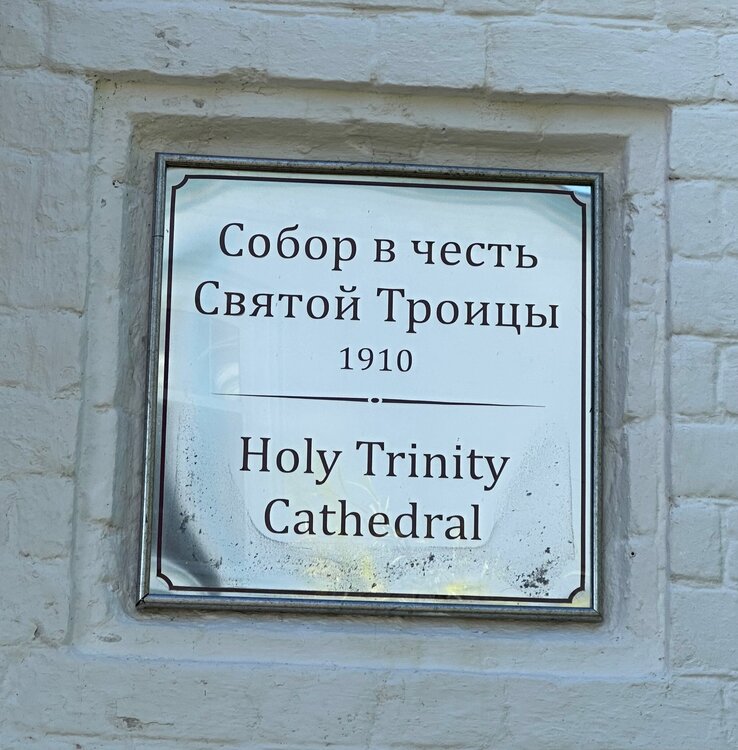 Собор в честь
Святой Троицы
1910
Holy Trinity
Cathedral